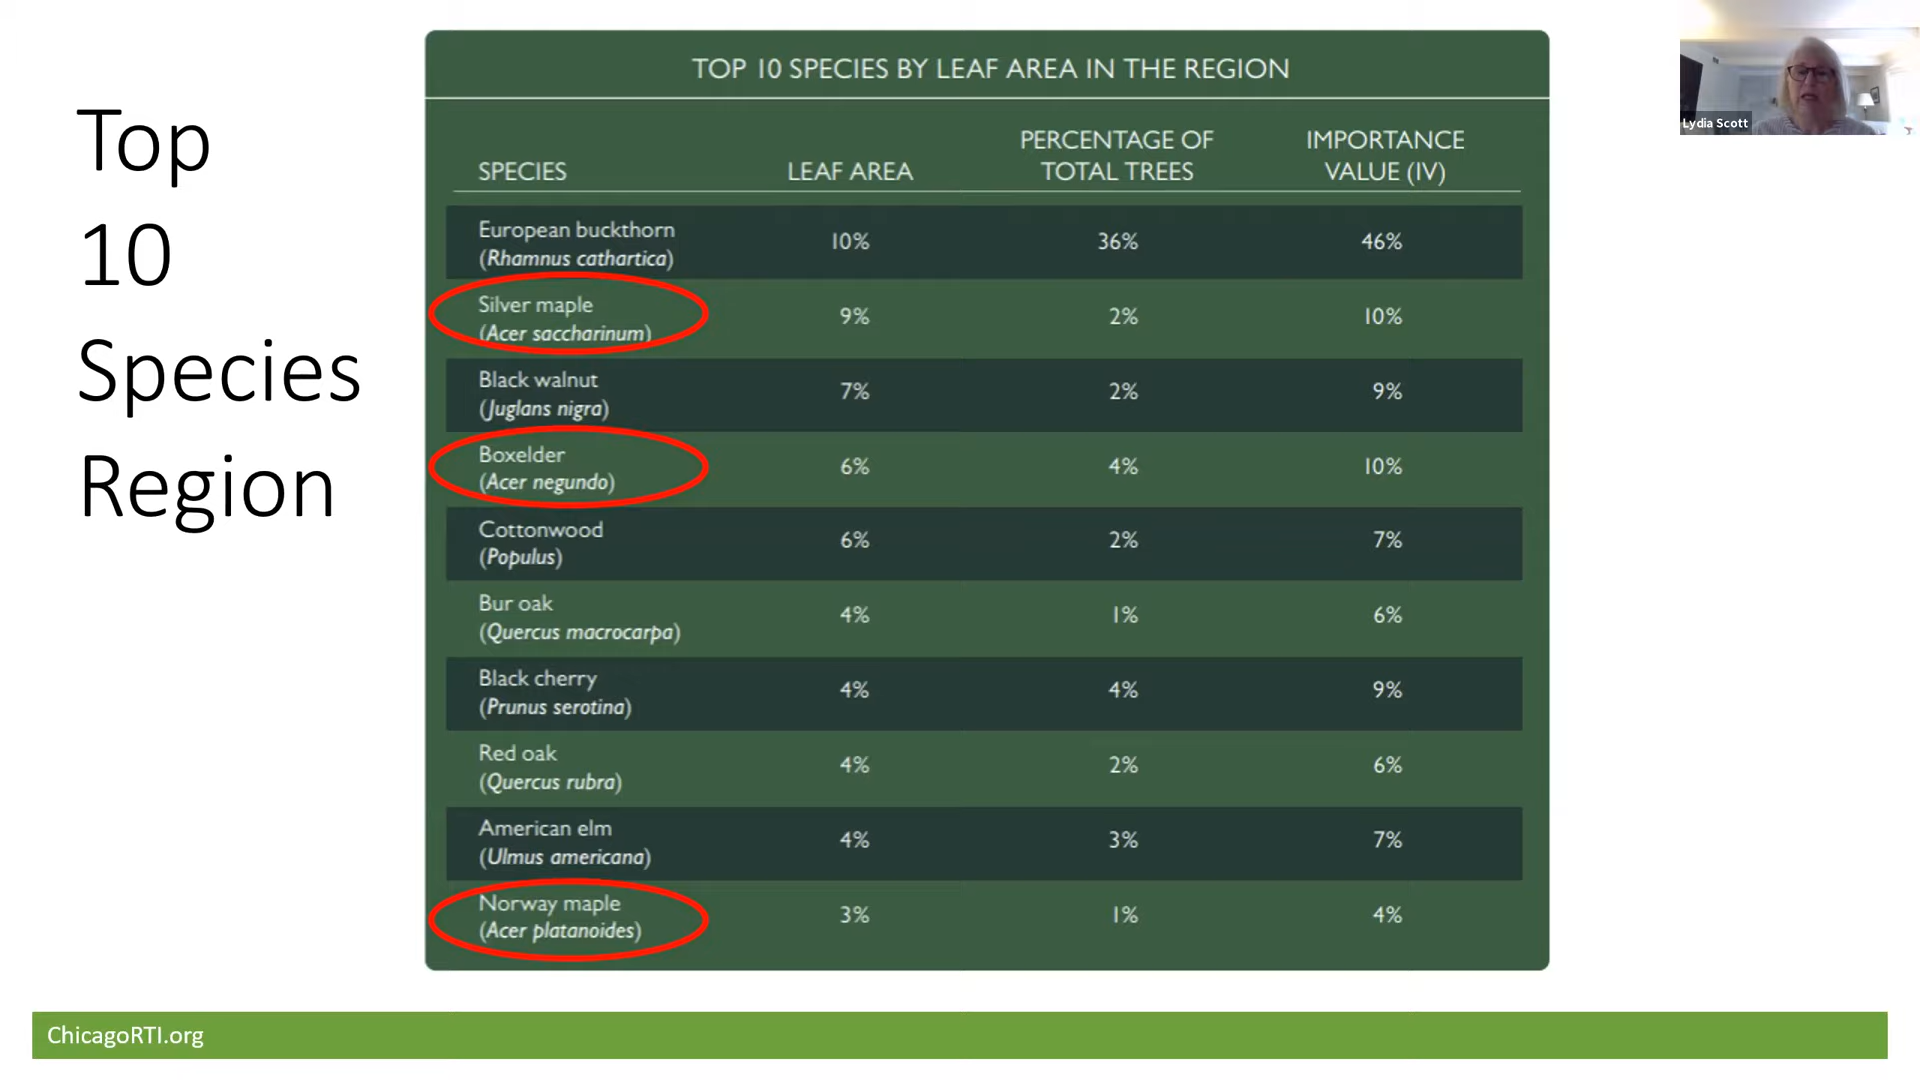 Top
10
Species
Region
TOP 10 SPECIES BY LEAF AREA IN THE REGION
SPECIES LEAF AREA PERCENTAGE OF TOTAL TREES IMPORTANCE VALUE (IV)
European buckthorn
(Rhamnus cathartica) 10% 36% 46%
Silver maple
(Acer saccharinum) 9% 2% 10%
Black walnut
(Juglans nigra) 7% 2% 9%
Boxelder
(Acer negundo) 6% 4% 10%
Cottonwood
(Populus) 6% 2% 7%
Bur oak
(Quercus macrocarpa) 4% 1% 6%
Black cherry
(Prunus serotina) 4% 4% 9%
Red oak
(Quercus rubra) 4% 2% 6%
American elm
(Ulmus americana) 4% 3% 7%
Norway maple
(Acer platanoides) 3% 1% 4%
Lydia Scott
ChicagoRTI.org